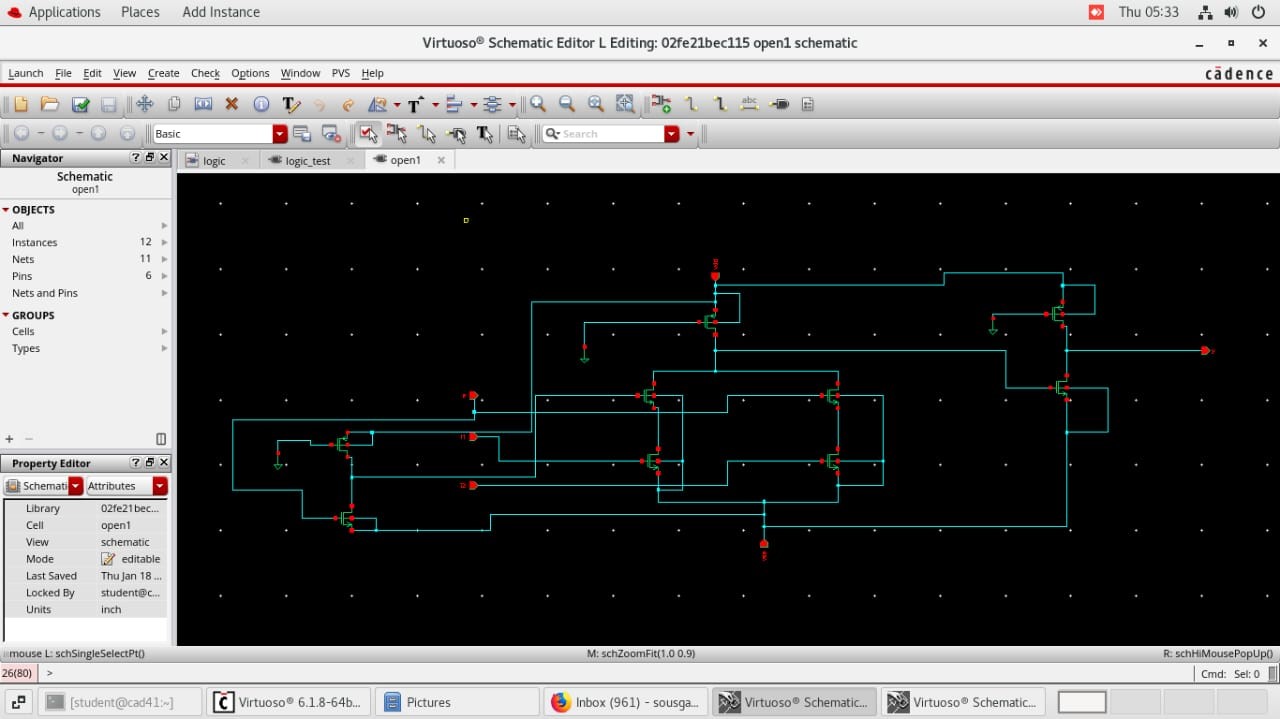 Applications Places Add Instance Thu 05:33
Virtuoso® Schematic Editor L Editing: 02fe21bec115 open1 schematic
Launch File Edit View Create Check Options Window PVS Help cādence
Basic Search
Navigator ? logic logic_test open1
Schematic
open1
OBJECTS
All
Instances 12
Nets 11
Pins 6
Nets and Pins
GROUPS
Cells
Types
Property Editor ?
Schemati Attributes
Library 02fe21bec...
Cell open1
View schematic
Mode editable
Last Saved Thu Jan 18 ...
Locked By student@c...
Units inch
mouse L: schSingleSelectPt() M: schZoomFit(1.0 0.9) R: schHiMousePopUp()
26(80) > Cmd: Sel: 0
[student@cad41:~] Virtuoso® 6.1.8-64b... Pictures Inbox (961) - sousga... Virtuoso® Schematic... Virtuoso® Schematic...